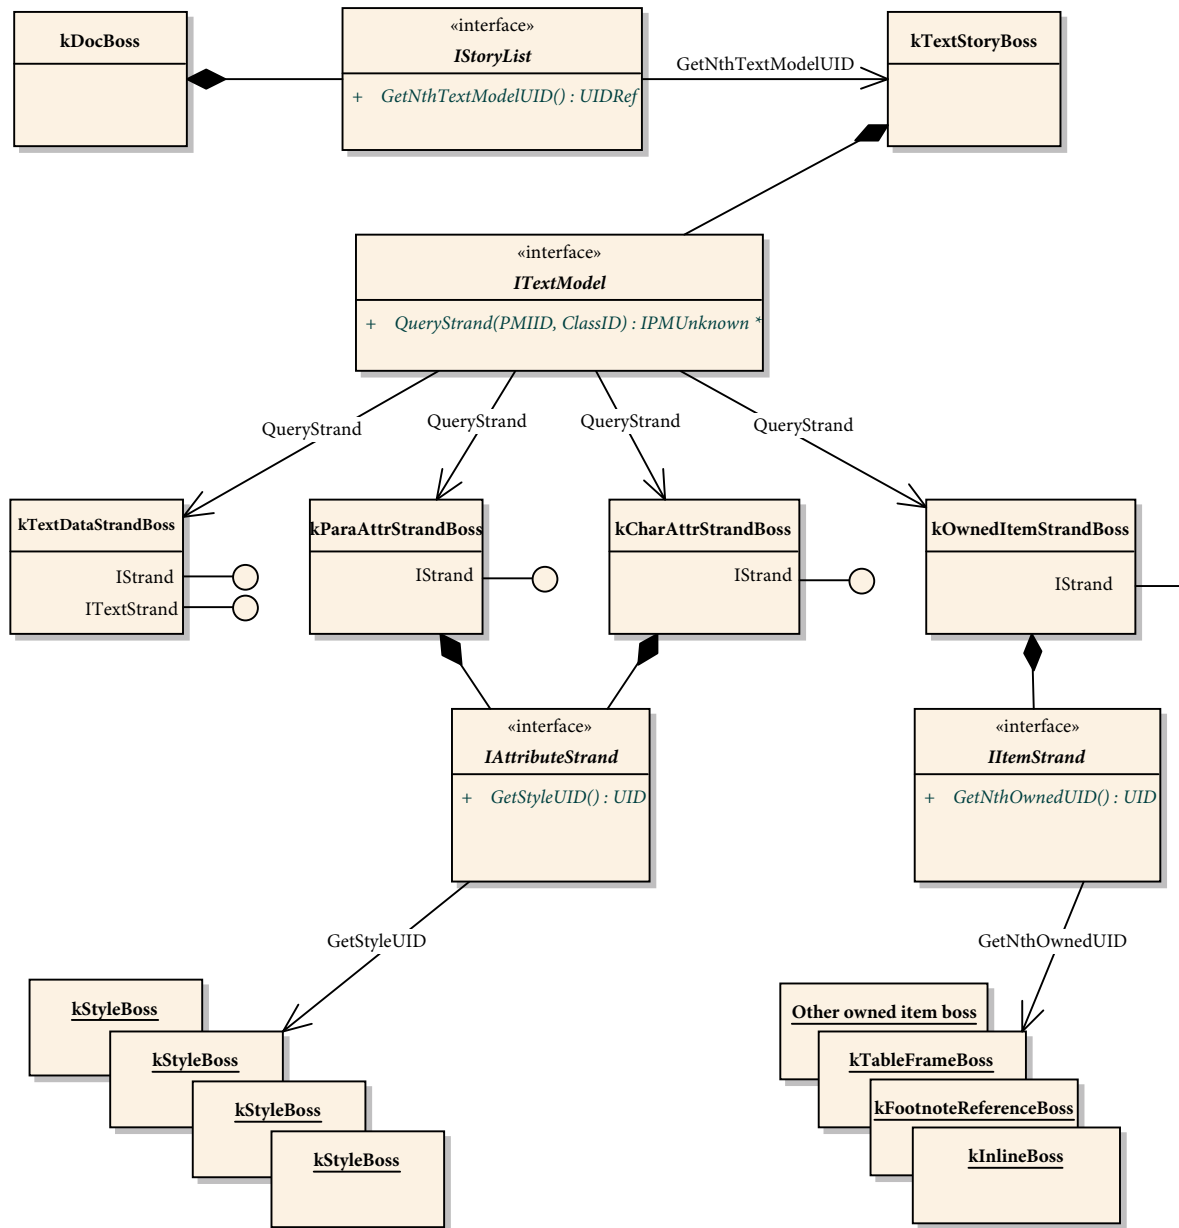 kDocBoss
«interface»
IStoryList
+ GetNthTextModelUID() : UIDRef
GetNthTextModelUID
kTextStoryBoss
«interface»
ITextModel
+ QueryStrand(PMIID, ClassID) : IPMUnknown *
QueryStrand
QueryStrand
QueryStrand
QueryStrand
kTextDataStrandBoss
IStrand
ITextStrand
kParaAttrStrandBoss
IStrand
kCharAttrStrandBoss
IStrand
kOwnedItemStrandBoss
IStrand
«interface»
IAttributeStrand
+ GetStyleUID() : UID
«interface»
IItemStrand
+ GetNthOwnedUID() : UID
GetStyleUID
GetNthOwnedUID
kStyleBoss
kStyleBoss
kStyleBoss
kStyleBoss
Other owned item boss
kTableFrameBoss
kFootnoteReferenceBoss
kInlineBoss